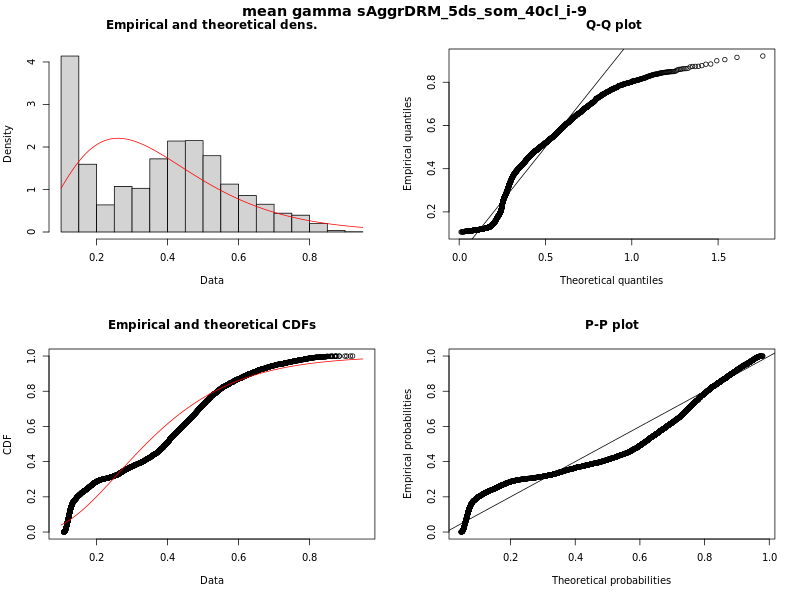 mean gamma sAggrDRM_5ds_som_40cl_i-9
Empirical and theoretical dens.
Density
0 1 2 3 4
0.2 0.4 0.6 0.8
Data
Q-Q plot
Empirical quantiles
0.2 0.4 0.6 0.8
0.0 0.5 1.0 1.5
Theoretical quantiles
Empirical and theoretical CDFs
CDF
0.0 0.2 0.4 0.6 0.8 1.0
0.2 0.4 0.6 0.8
Data
P-P plot
Empirical probabilities
0.0 0.2 0.4 0.6 0.8 1.0
0.2 0.4 0.6 0.8 1.0
Theoretical probabilities